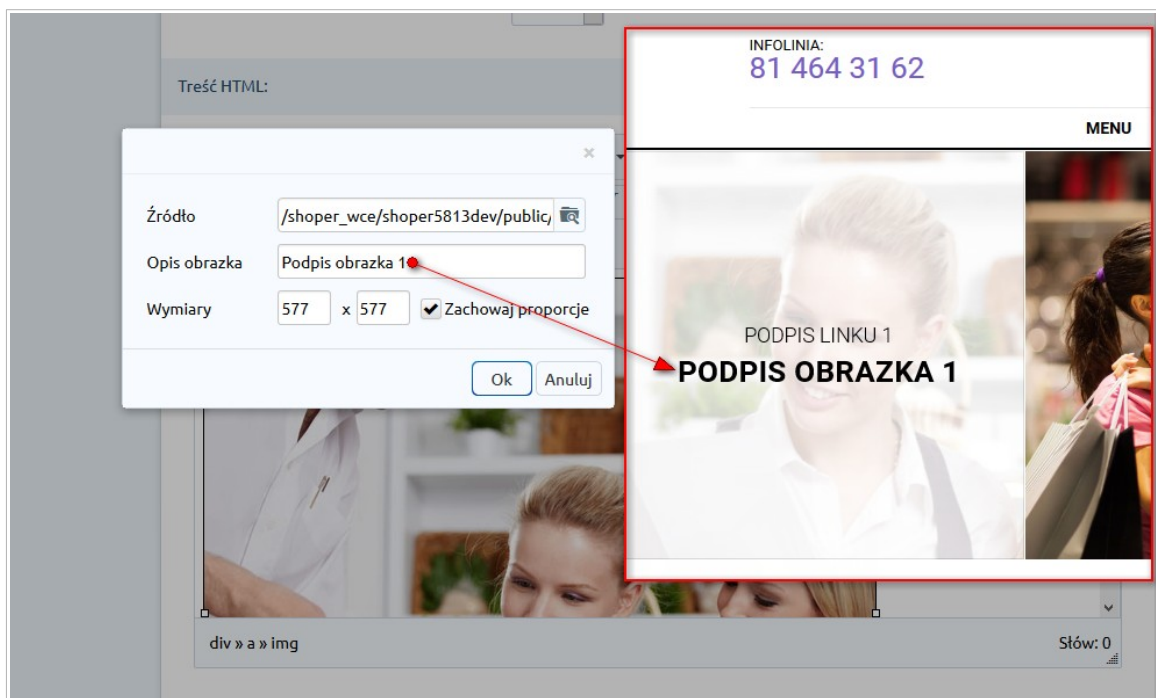 Treść HTML:
×
Źródło /shoper_wce/shoper5813dev/public/
Opis obrazka Podpis obrazka 1
Wymiary 577 x 577 Zachowaj proporcje
Ok Anuluj
INFOLINIA:
81 464 31 62
MENU
PODPIS LINKU 1
PODPIS OBRAZKA 1
div » a » img Słów: 0